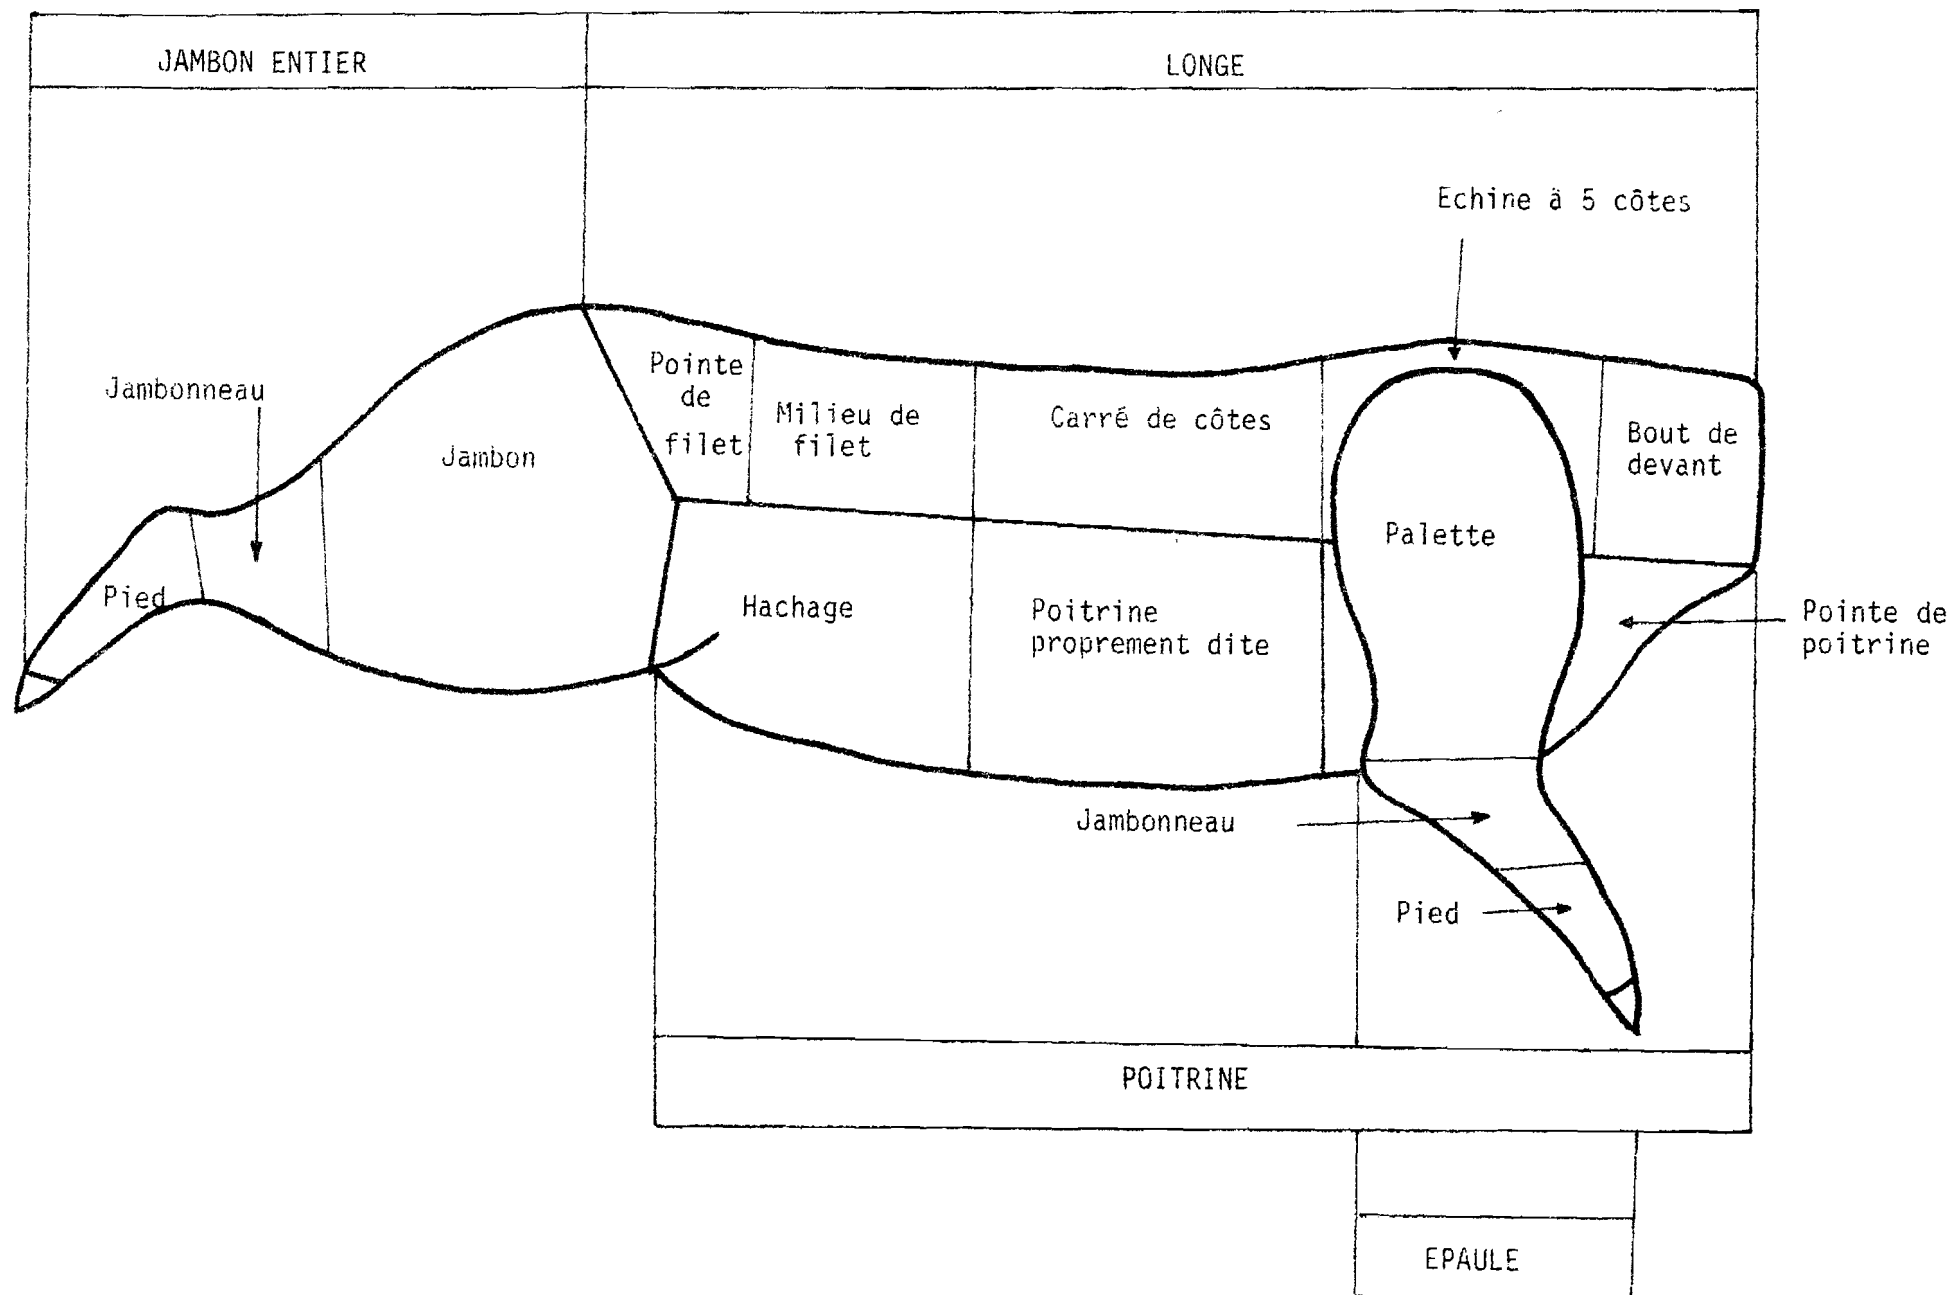 JAMBON ENTIER
LONGE
Echine à 5 côtes
Jambonneau
Jambon
Pointe
de
filet
Milieu de
filet
Carré de côtes
Bout de
devant
Palette
Pied
Hachage
Poitrine
proprement dite
Pointe de
poitrine
Jambonneau
Pied
POITRINE
EPAULE